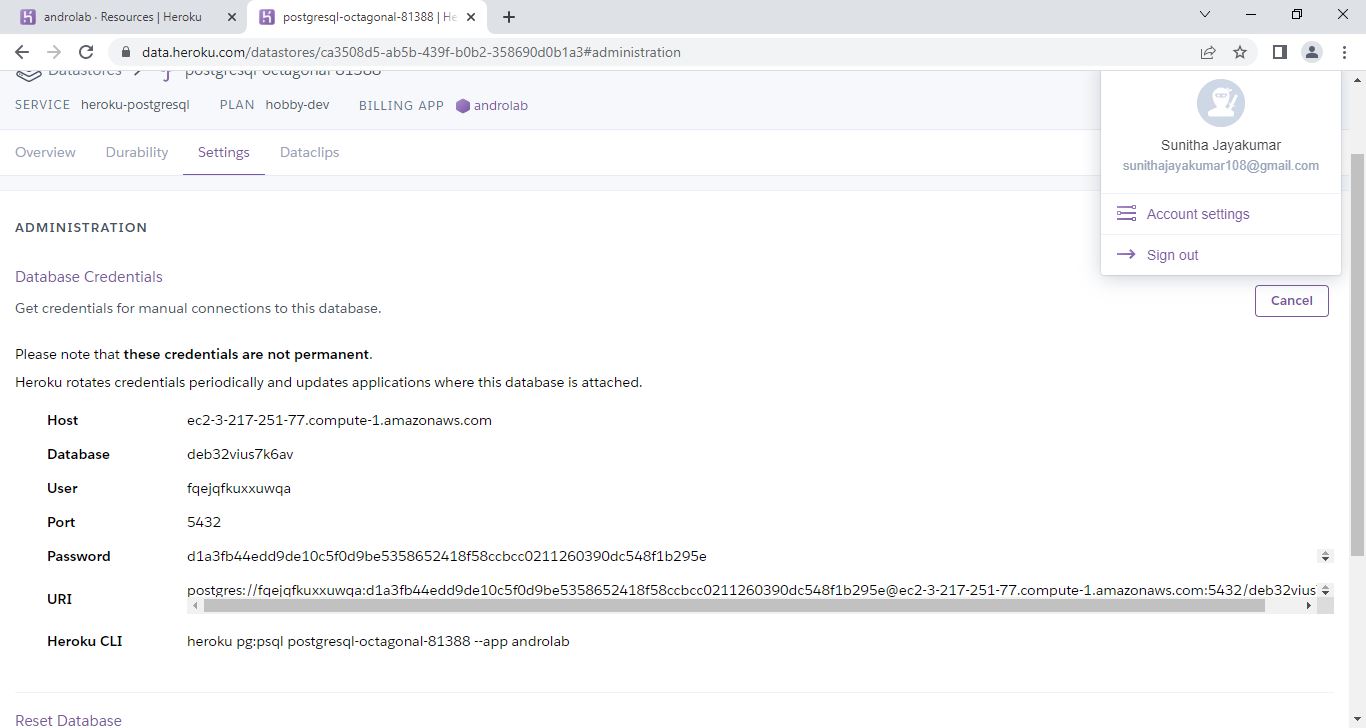 androlab · Resources | Heroku
postgresql-octagonal-81388 | He
data.heroku.com/datastores/ca3508d5-ab5b-439f-b0b2-358690d0b1a3#administration
Datastores postgresql-octagonal-81388
SERVICE heroku-postgresql PLAN hobby-dev BILLING APP androlab
Overview Durability Settings Dataclips
Sunitha Jayakumar
sunithajayakumar108@gmail.com
Account settings
Sign out
ADMINISTRATION
Database Credentials
Get credentials for manual connections to this database.
Cancel
Please note that these credentials are not permanent.
Heroku rotates credentials periodically and updates applications where this database is attached.
Host ec2-3-217-251-77.compute-1.amazonaws.com
Database deb32vius7k6av
User fqejqfkuxxuwqa
Port 5432
Password d1a3fb44edd9de10c5f0d9be5358652418f58ccbcc0211260390dc548f1b295e
URI postgres://fqejqfkuxxuwqa:d1a3fb44edd9de10c5f0d9be5358652418f58ccbcc0211260390dc548f1b295e@ec2-3-217-251-77.compute-1.amazonaws.com:5432/deb32vius
Heroku CLI heroku pg:psql postgresql-octagonal-81388 --app androlab
Reset Database